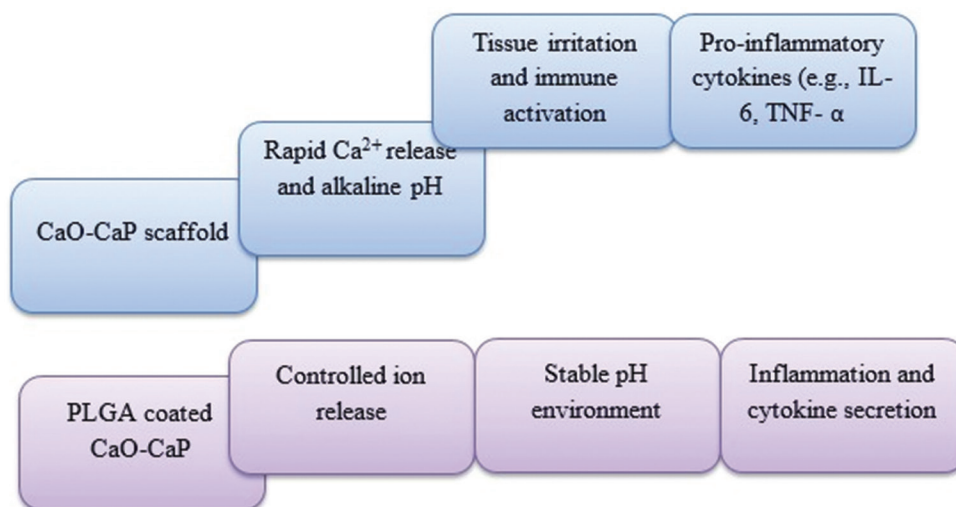 Tissue irritation
and immune
activation
Pro-inflammatory
cytokines (e.g., IL-
6, TNF- α
Rapid Ca²⁺ release
and alkaline pH
CaO-CaP scaffold
PLGA coated
CaO-CaP
Controlled ion
release
Stable pH
environment
Inflammation and
cytokine secretion